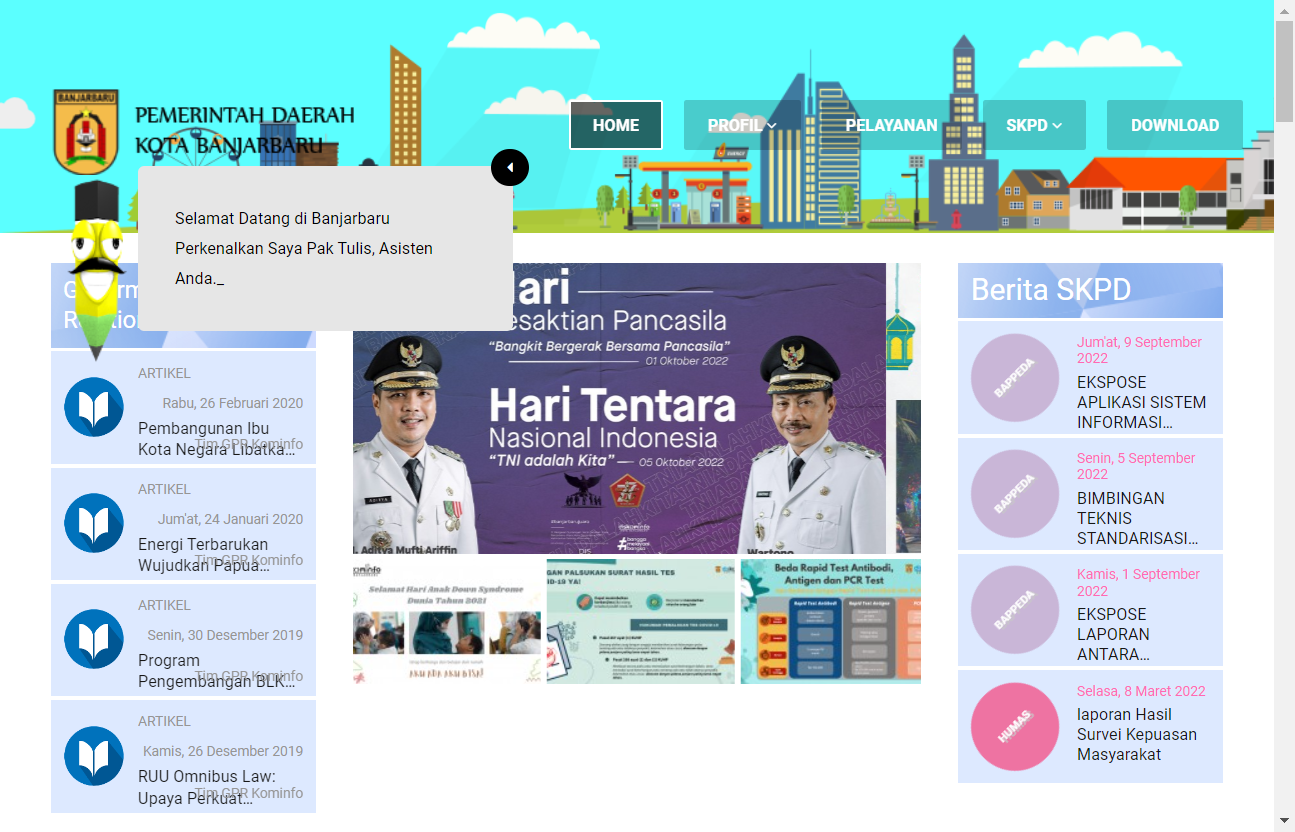 BANJARBARU
PEMERINTAH DAERAH
KOTA BANJARBARU
HOME
PROFIL
PELAYANAN
SKPD
DOWNLOAD
ENERGY
Selamat Datang di Banjarbaru
Perkenalkan Saya Pak Tulis, Asisten
Anda._
ARTIKEL
Rabu, 26 Februari 2020
Pembangunan Ibu
Kota Negara Libatka...
Tim GPR Kominfo
ARTIKEL
Jum'at, 24 Januari 2020
Energi Terbarukan
Wujudkan Papua...
Tim GPR Kominfo
ARTIKEL
Senin, 30 Desember 2019
Program
Pengembangan BLK...
Tim GPR Kominfo
ARTIKEL
Kamis, 26 Desember 2019
RUU Omnibus Law:
Upaya Perkuat...
Tim GPR Kominfo
ari
esaktian Pancasila
“Bangkit Bergerak Bersama Pancasila”
01 Oktober 2022
Hari Tentara
Nasional Indonesia
“TNI adalah Kita”
05 Oktober 2022
Aditya Mufti Ariffin
Wartono
Selamat Hari Anak Down Syndrome
Dunia Tahun 2021
GAN PALSUKAN SURAT HASIL TES
ID-19 YA!
Beda Rapid Test Antibodi,
Antigen dan PCR Test
Rapid Test Antibodi
Rapid Test Antigen
Berita SKPD
BAPPEDA
Jum'at, 9 September
2022
EKSPOSE
APLIKASI SISTEM
INFORMASI...
BAPPEDA
Senin, 5 September
2022
BIMBINGAN
TEKNIS
STANDARISASI...
BAPPEDA
Kamis, 1 September
2022
EKSPOSE
LAPORAN
ANTARA...
HUMAS
Selasa, 8 Maret 2022
laporan Hasil
Survei Kepuasan
Masyarakat